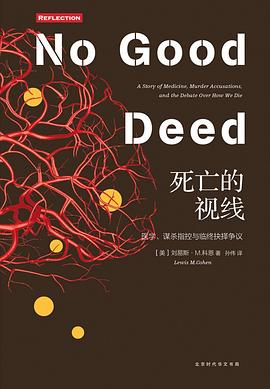 REFLECTION
No Good
A Story of Medicine, Murder Accusations,
and the Debate Over How We Die
Deed
死亡的
视线
医学、谋杀指控与临终抉择争议
[美] 刘易斯·M.科恩 著 孙伟 译
Lewis M.Cohen
北京时代华文书局